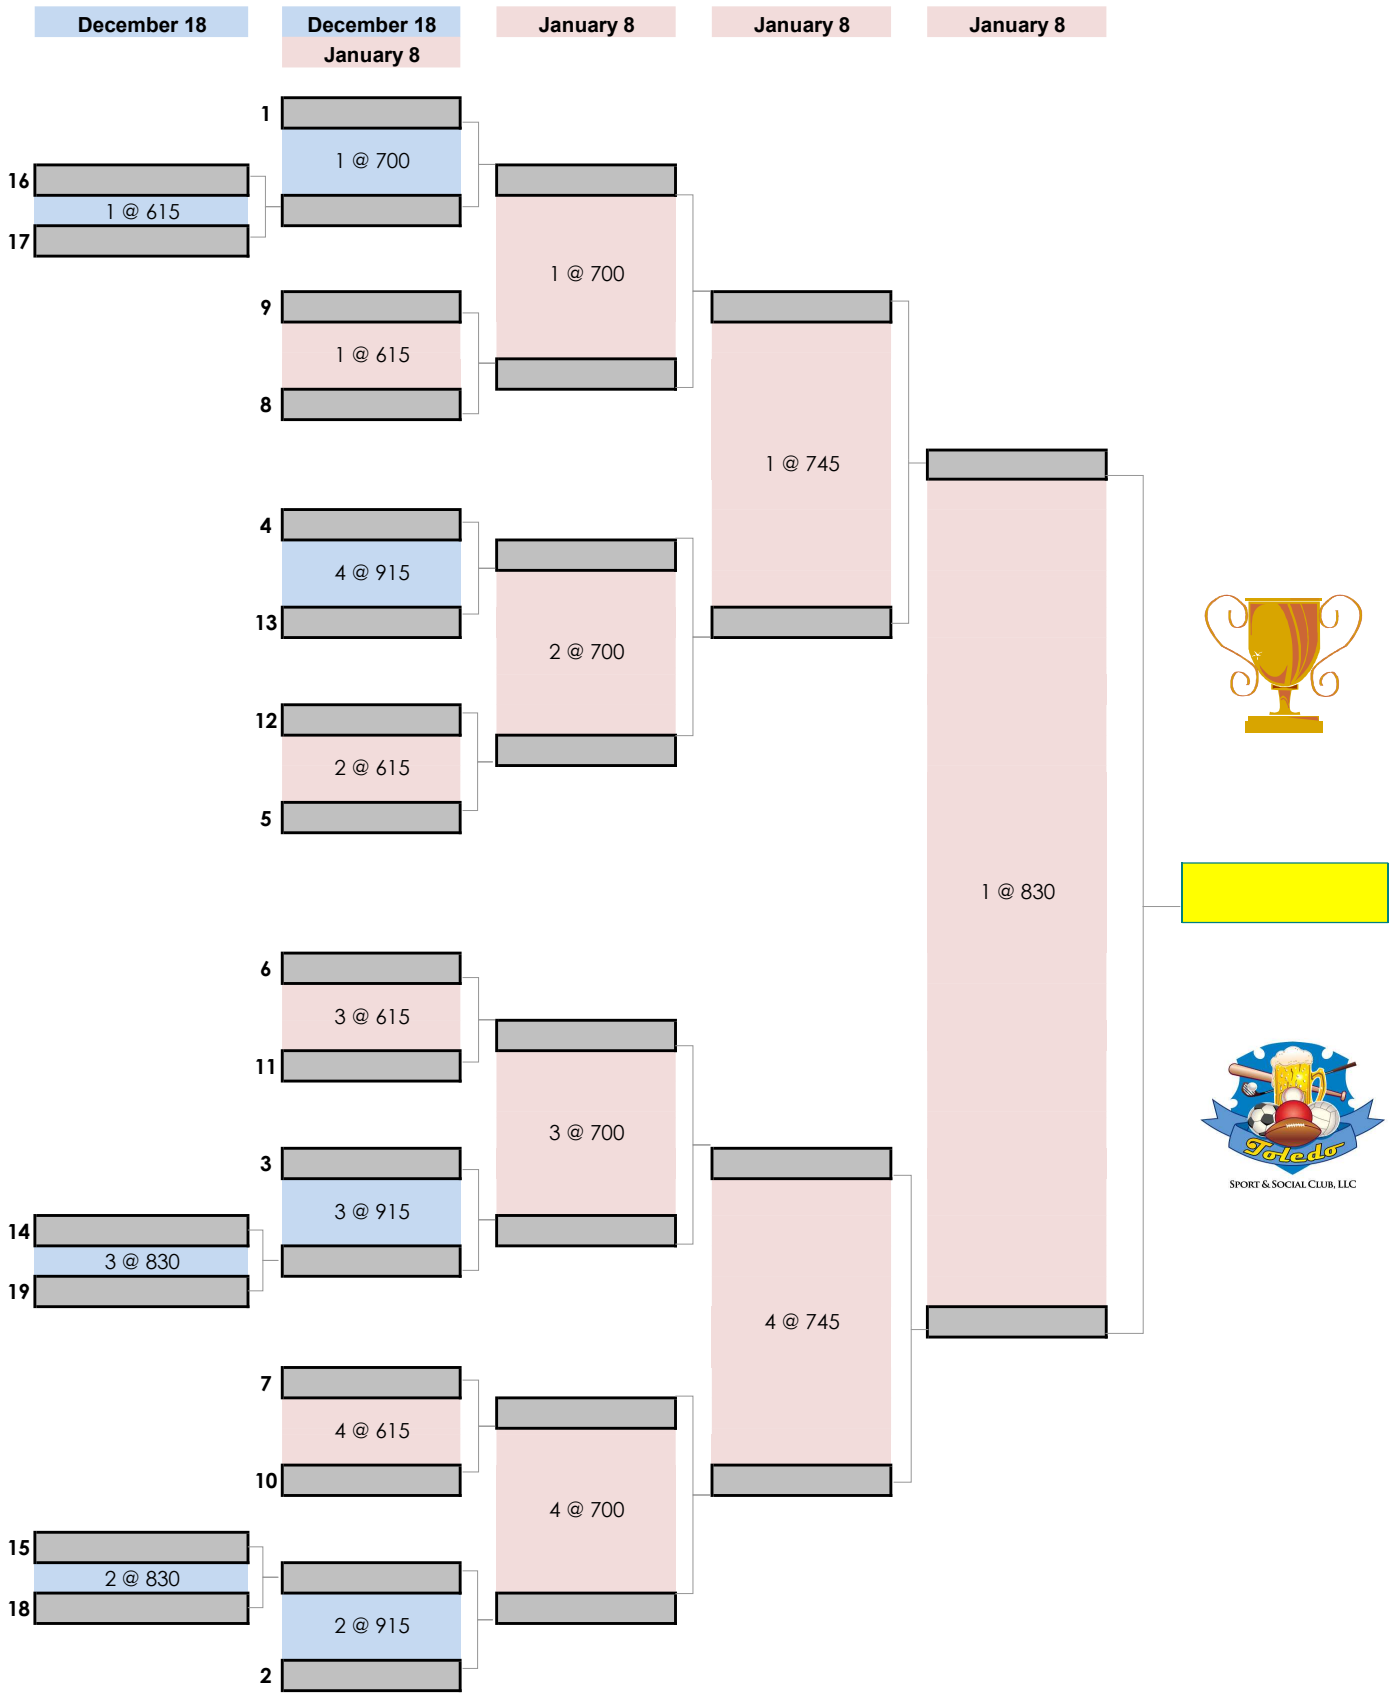 December 18
December 18
January 8
January 8
January 8
January 8
1
1 @ 700
16
1 @ 615
17
1 @ 700
9
1 @ 615
8
1 @ 745
4
4 @ 915
13
2 @ 700
12
2 @ 615
5
1 @ 830
6
3 @ 615
11
3 @ 700
3
3 @ 915
14
3 @ 830
19
4 @ 745
7
4 @ 615
10
4 @ 700
15
2 @ 830
18
2 @ 915
2
Toledo
SPORT & SOCIAL CLUB, LLC